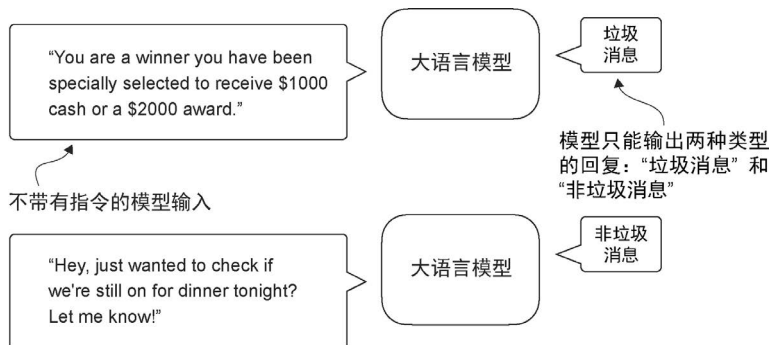 “You are a winner you have been
specially selected to receive $1000
cash or a $2000 award.”
大语言模型
垃圾
消息
不带有指令的模型输入
模型只能输出两种类型
的回复：“垃圾消息”和
“非垃圾消息”
“Hey, just wanted to check if
we're still on for dinner tonight?
Let me know!”
大语言模型
非垃圾
消息